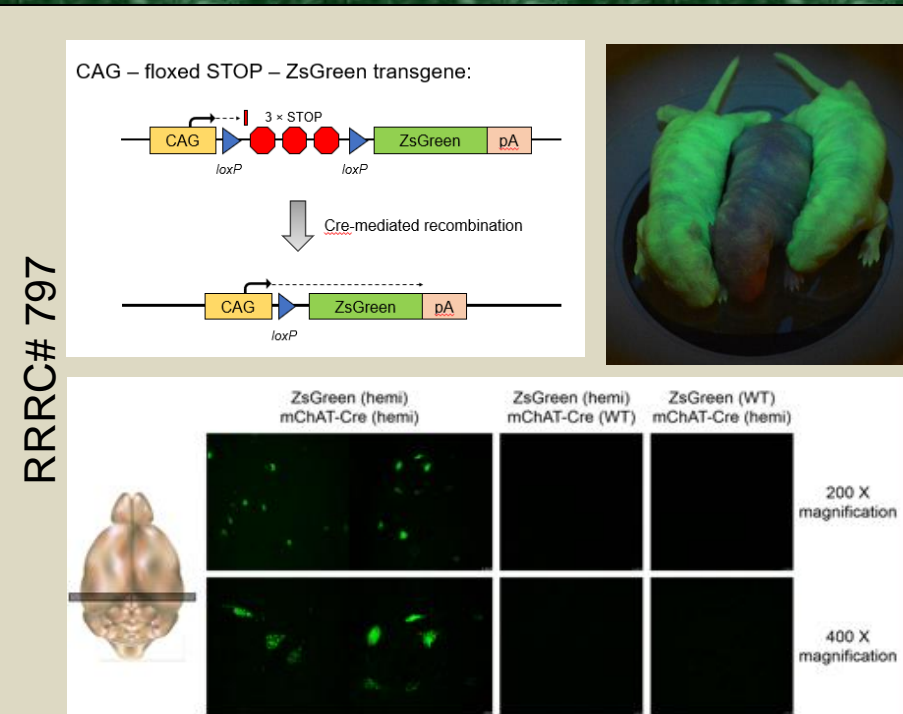 RRRC# 797
CAG – floxed STOP – ZsGreen transgene:
3 × STOP
CAG
ZsGreen
pA
loxP
loxP
Cre-mediated recombination
CAG
ZsGreen
pA
loxP
ZsGreen (hemi)
mChAT-Cre (hemi)
ZsGreen (hemi)
mChAT-Cre (WT)
ZsGreen (WT)
mChAT-Cre (hemi)
200 X
magnification
400 X
magnification